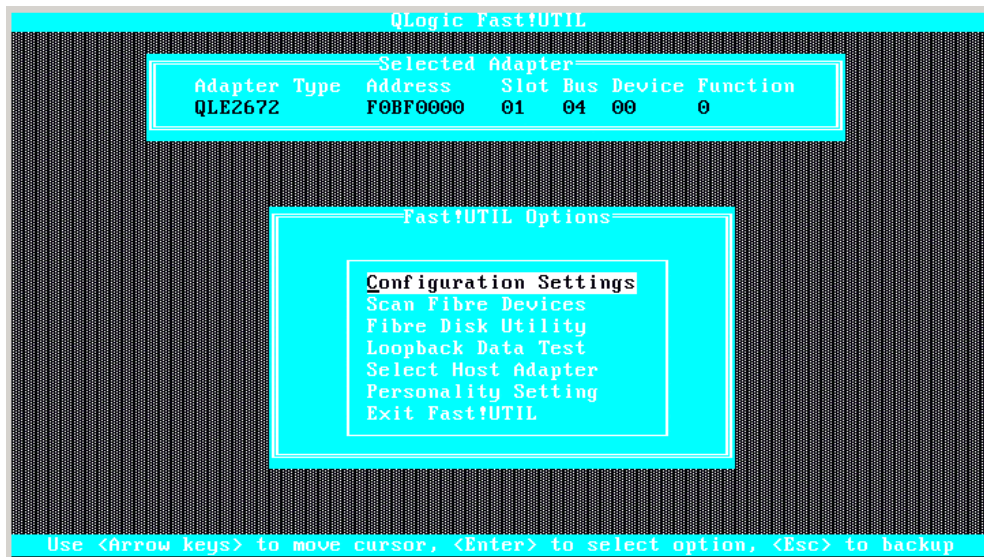 QLogic Fast!UTIL
Selected Adapter
Adapter Type Address Slot Bus Device Function
QLE2672 F0BF0000 01 04 00 0
Fast!UTIL Options
Configuration Settings
Scan Fibre Devices
Fibre Disk Utility
Loopback Data Test
Select Host Adapter
Personality Setting
Exit Fast!UTIL
Use <Arrow keys> to move cursor, <Enter> to select option, <Esc> to backup